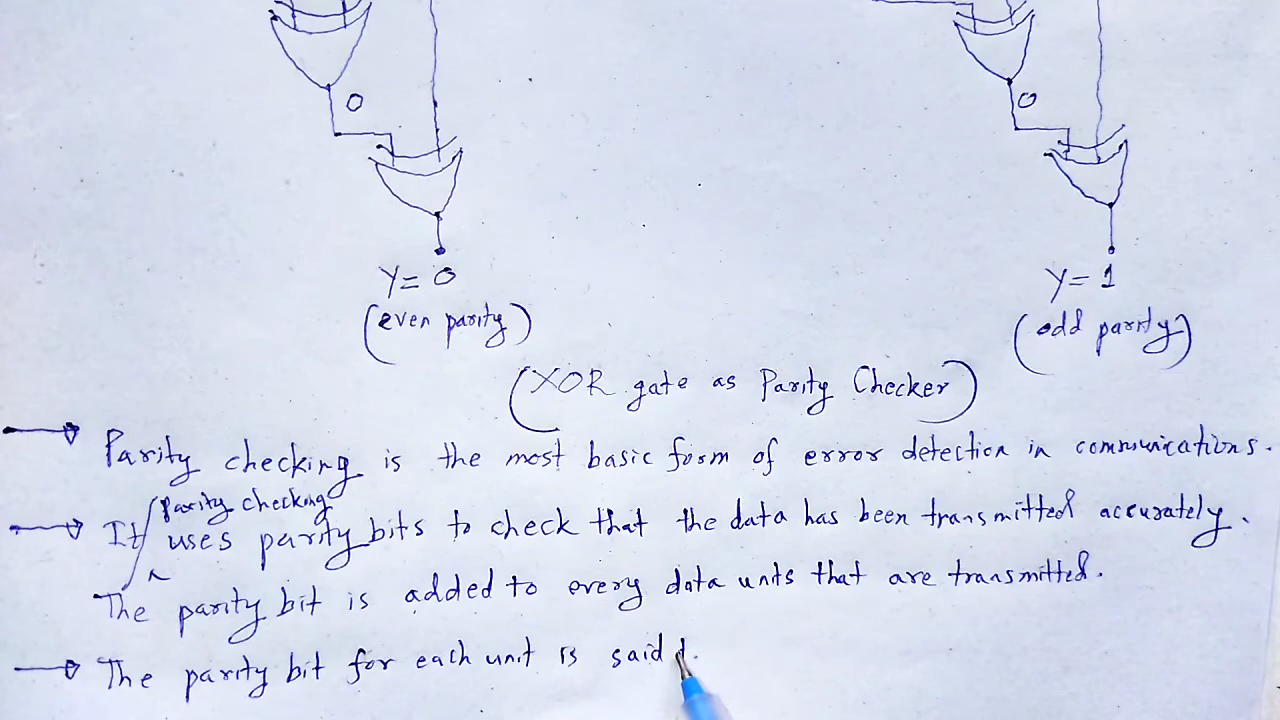 0 0
Y= 0 Y= 1
(even parity) (odd parity)
(XOR gate as Parity Checker)
Parity checking is the most basic form of error detection in communications.
parity checking
It/ uses parity bits to check that the data has been transmitted accurately.
The parity bit is added to every data units that are transmitted.
The parity bit for each unit is said